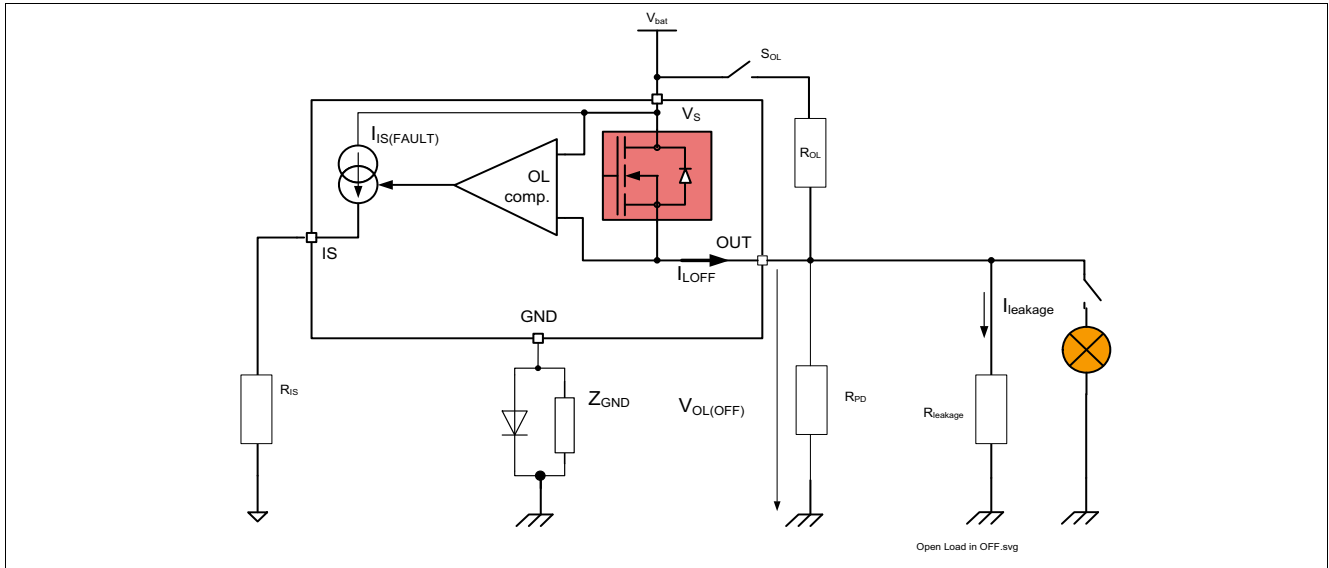 Vbat
SOL
VS
IIS(FAULT)
ROL
OL
comp.
OUT
IS
ILOFF
Ileakage
GND
RIS
ZGND
VOL(OFF)
RPD
Rleakage
Open Load in OFF.svg